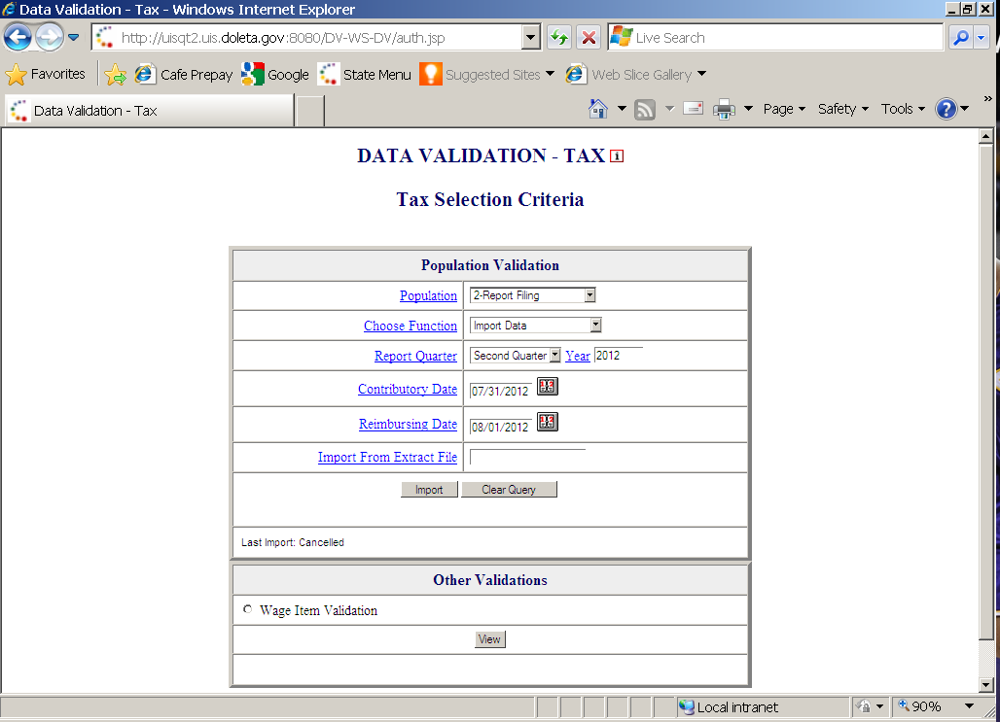 Data Validation - Tax - Windows Internet Explorer
http://uisqt2.uis.doleta.gov:8080/DV-WS-DV/auth.jsp
Live Search
Favorites
Cafe Prepay
Google
State Menu
Suggested Sites
Web Slice Gallery
Data Validation - Tax
Page
Safety
Tools
DATA VALIDATION - TAX
Tax Selection Criteria
Population Validation
Population 2-Report Filing
Choose Function Import Data
Report Quarter Second Quarter Year 2012
Contributory Date 07/31/2012
Reimbursing Date 08/01/2012
Import From Extract File
Import Clear Query
Last Import: Cancelled
Other Validations
Wage Item Validation
View
Local intranet
90%